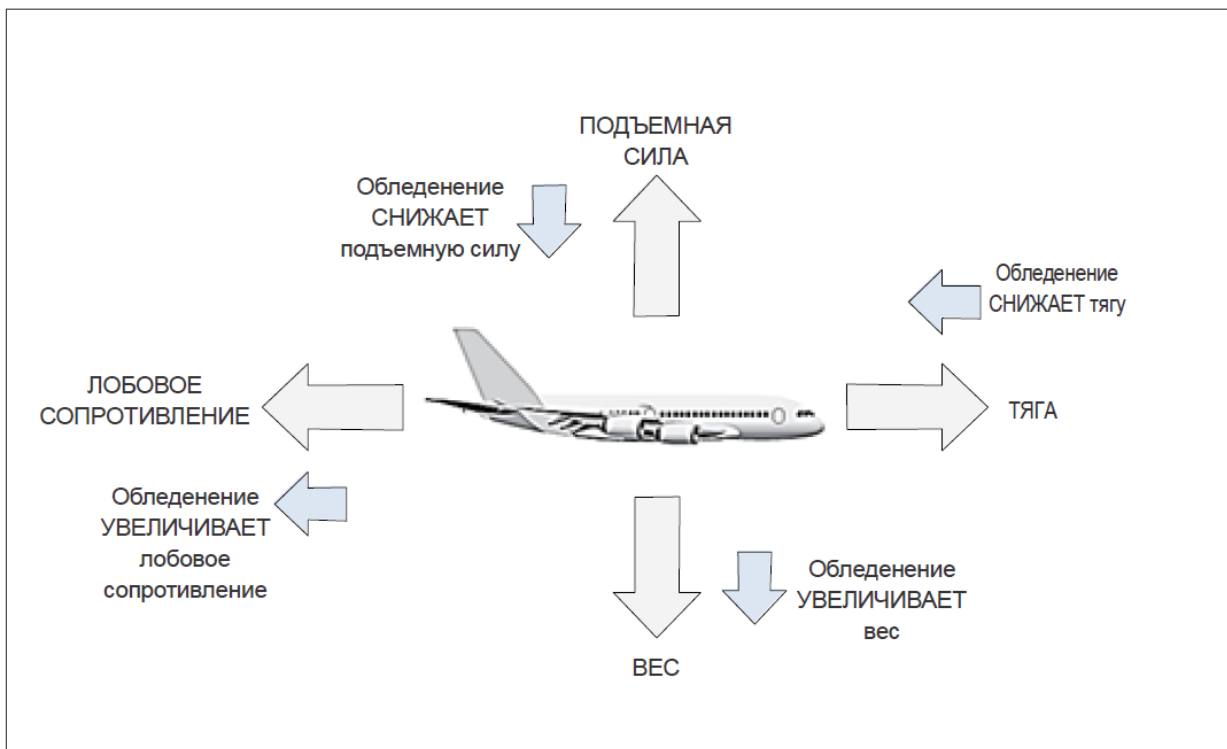 ПОДЪЕМНАЯ
СИЛА
Обледенение
СНИЖАЕТ
подъемную силу
Обледенение
СНИЖАЕТ тягу
ЛОБОВОЕ
СОПРОТИВЛЕНИЕ
ТЯГА
Обледенение
УВЕЛИЧИВАЕТ
лобовое
сопротивление
Обледенение
УВЕЛИЧИВАЕТ
вес
ВЕС